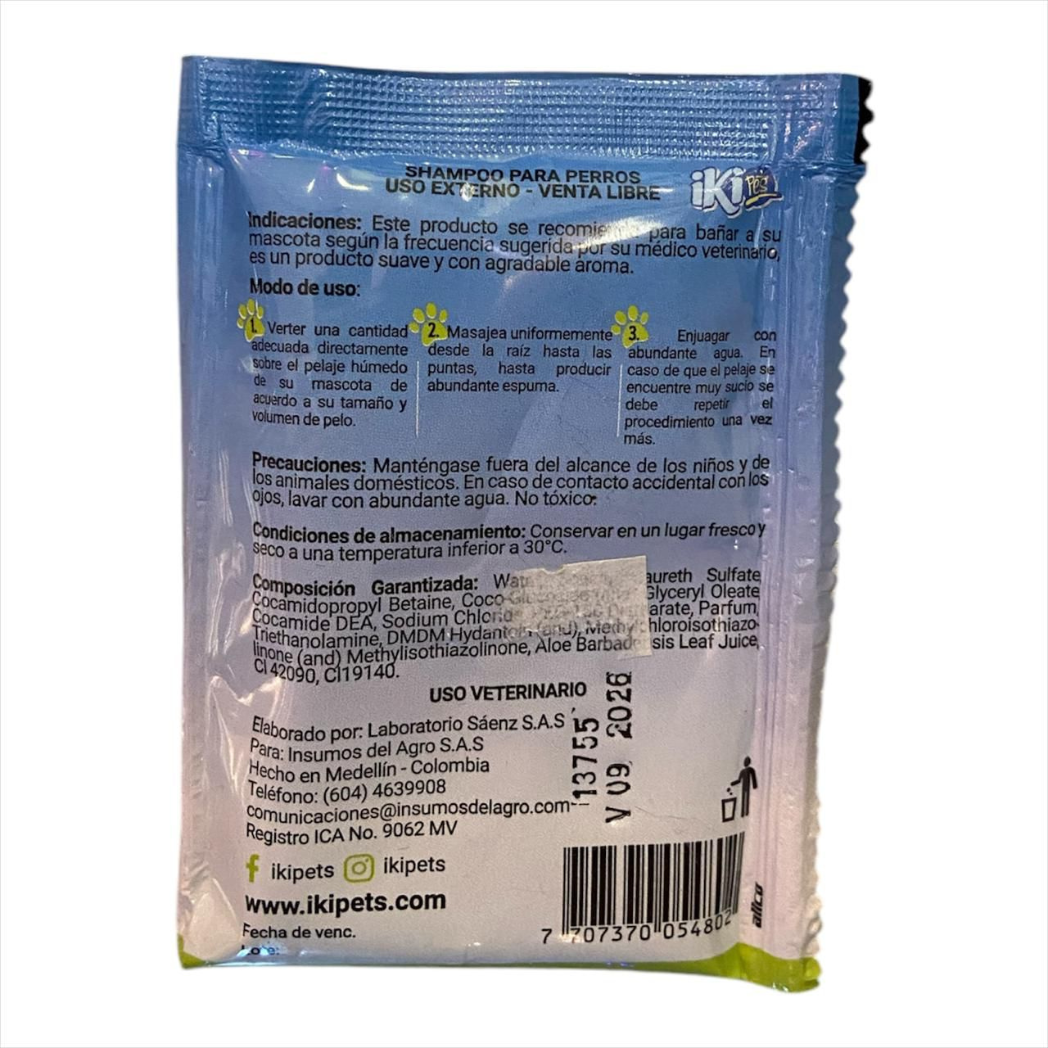 SHAMPOO PARA PERROS
USO EXTERNO - VENTA LIBRE
iKi Pets
Indicaciones: Este producto se para bañar a su
mascota según la frecuencia sugerida por su médico veterinario,
es un producto suave y con agradable aroma.
Modo de uso:
1. Verter una cantidad
adecuada directamente
sobre el pelaje húmedo
de su mascota de
acuerdo a su tamaño y
volumen de pelo.
2. Masajea uniformemente
desde la raíz hasta las
puntas, hasta producir
abundante espuma.
3. Enjuagar con
abundante agua. En
caso de que el pelaje se
encuentre muy sucio se
debe repetir el
procedimiento una vez
más.
Precauciones: Manténgase fuera del alcance de los niños y de
los animales domésticos. En caso de contacto accidental con los
ojos, lavar con abundante agua. No tóxico.
Condiciones de almacenamiento: Conservar en un lugar fresco y
seco a una temperatura inferior a 30°C.
Composición Garantizada: Sulfate,
Cocamidopropyl Betaine, Glyceryl Oleate
Cocamide DEA, Sodium Parfum,
Triethanolamine, DMDM Hydantoin (and),
linone (and) Methylisothiazolinone, Aloe Leaf Juice,
CI 42090, CI19140.
USO VETERINARIO
Elaborado por: Laboratorio Sáenz S.A.S
Para: Insumos del Agro S.A.S
Hecho en Medellín - Colombia
Teléfono: (604) 4639908
comunicaciones@insumosdelagro.com
Registro ICA No. 9062 MV
ikipets ikipets
www.ikipets.com
Fecha de venc.
Lote:
13755
V 09 2026
7 707370 054802
alico